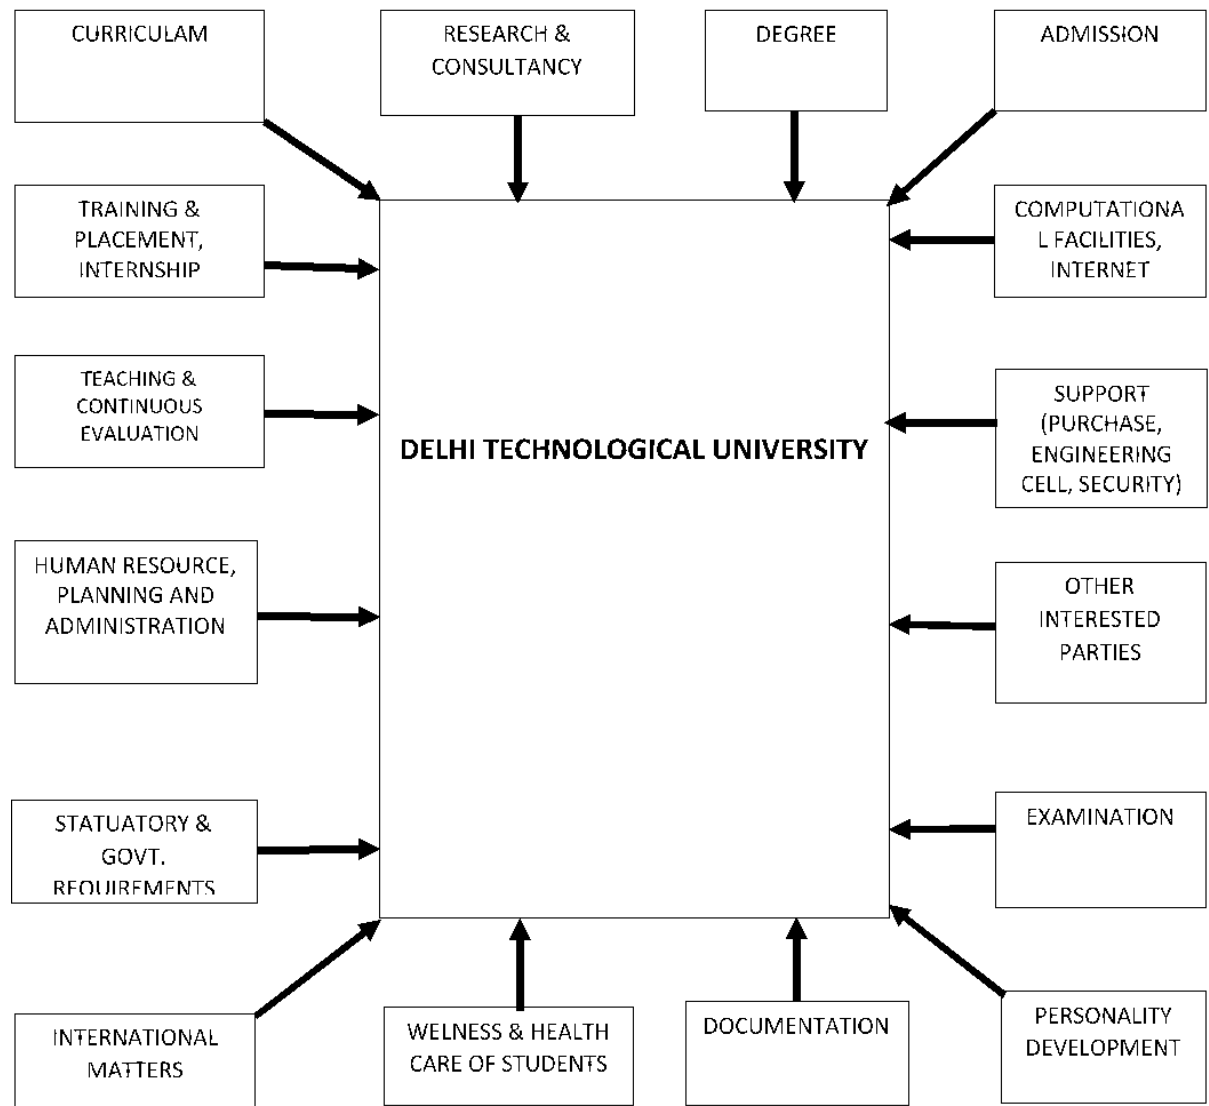 CURRICULAM
RESEARCH &
CONSULTANCY
DEGREE
ADMISSION
TRAINING &
PLACEMENT,
INTERNSHIP
COMPUTATIONA
L FACILITIES,
INTERNET
TEACHING &
CONTINUOUS
EVALUATION
SUPPORT
(PURCHASE,
ENGINEERING
CELL, SECURITY)
DELHI TECHNOLOGICAL UNIVERSITY
HUMAN RESOURCE,
PLANNING AND
ADMINISTRATION
OTHER
INTERESTED
PARTIES
STATUATORY &
GOVT.
REQUIREMENTS
EXAMINATION
INTERNATIONAL
MATTERS
WELNESS & HEALTH
CARE OF STUDENTS
DOCUMENTATION
PERSONALITY
DEVELOPMENT